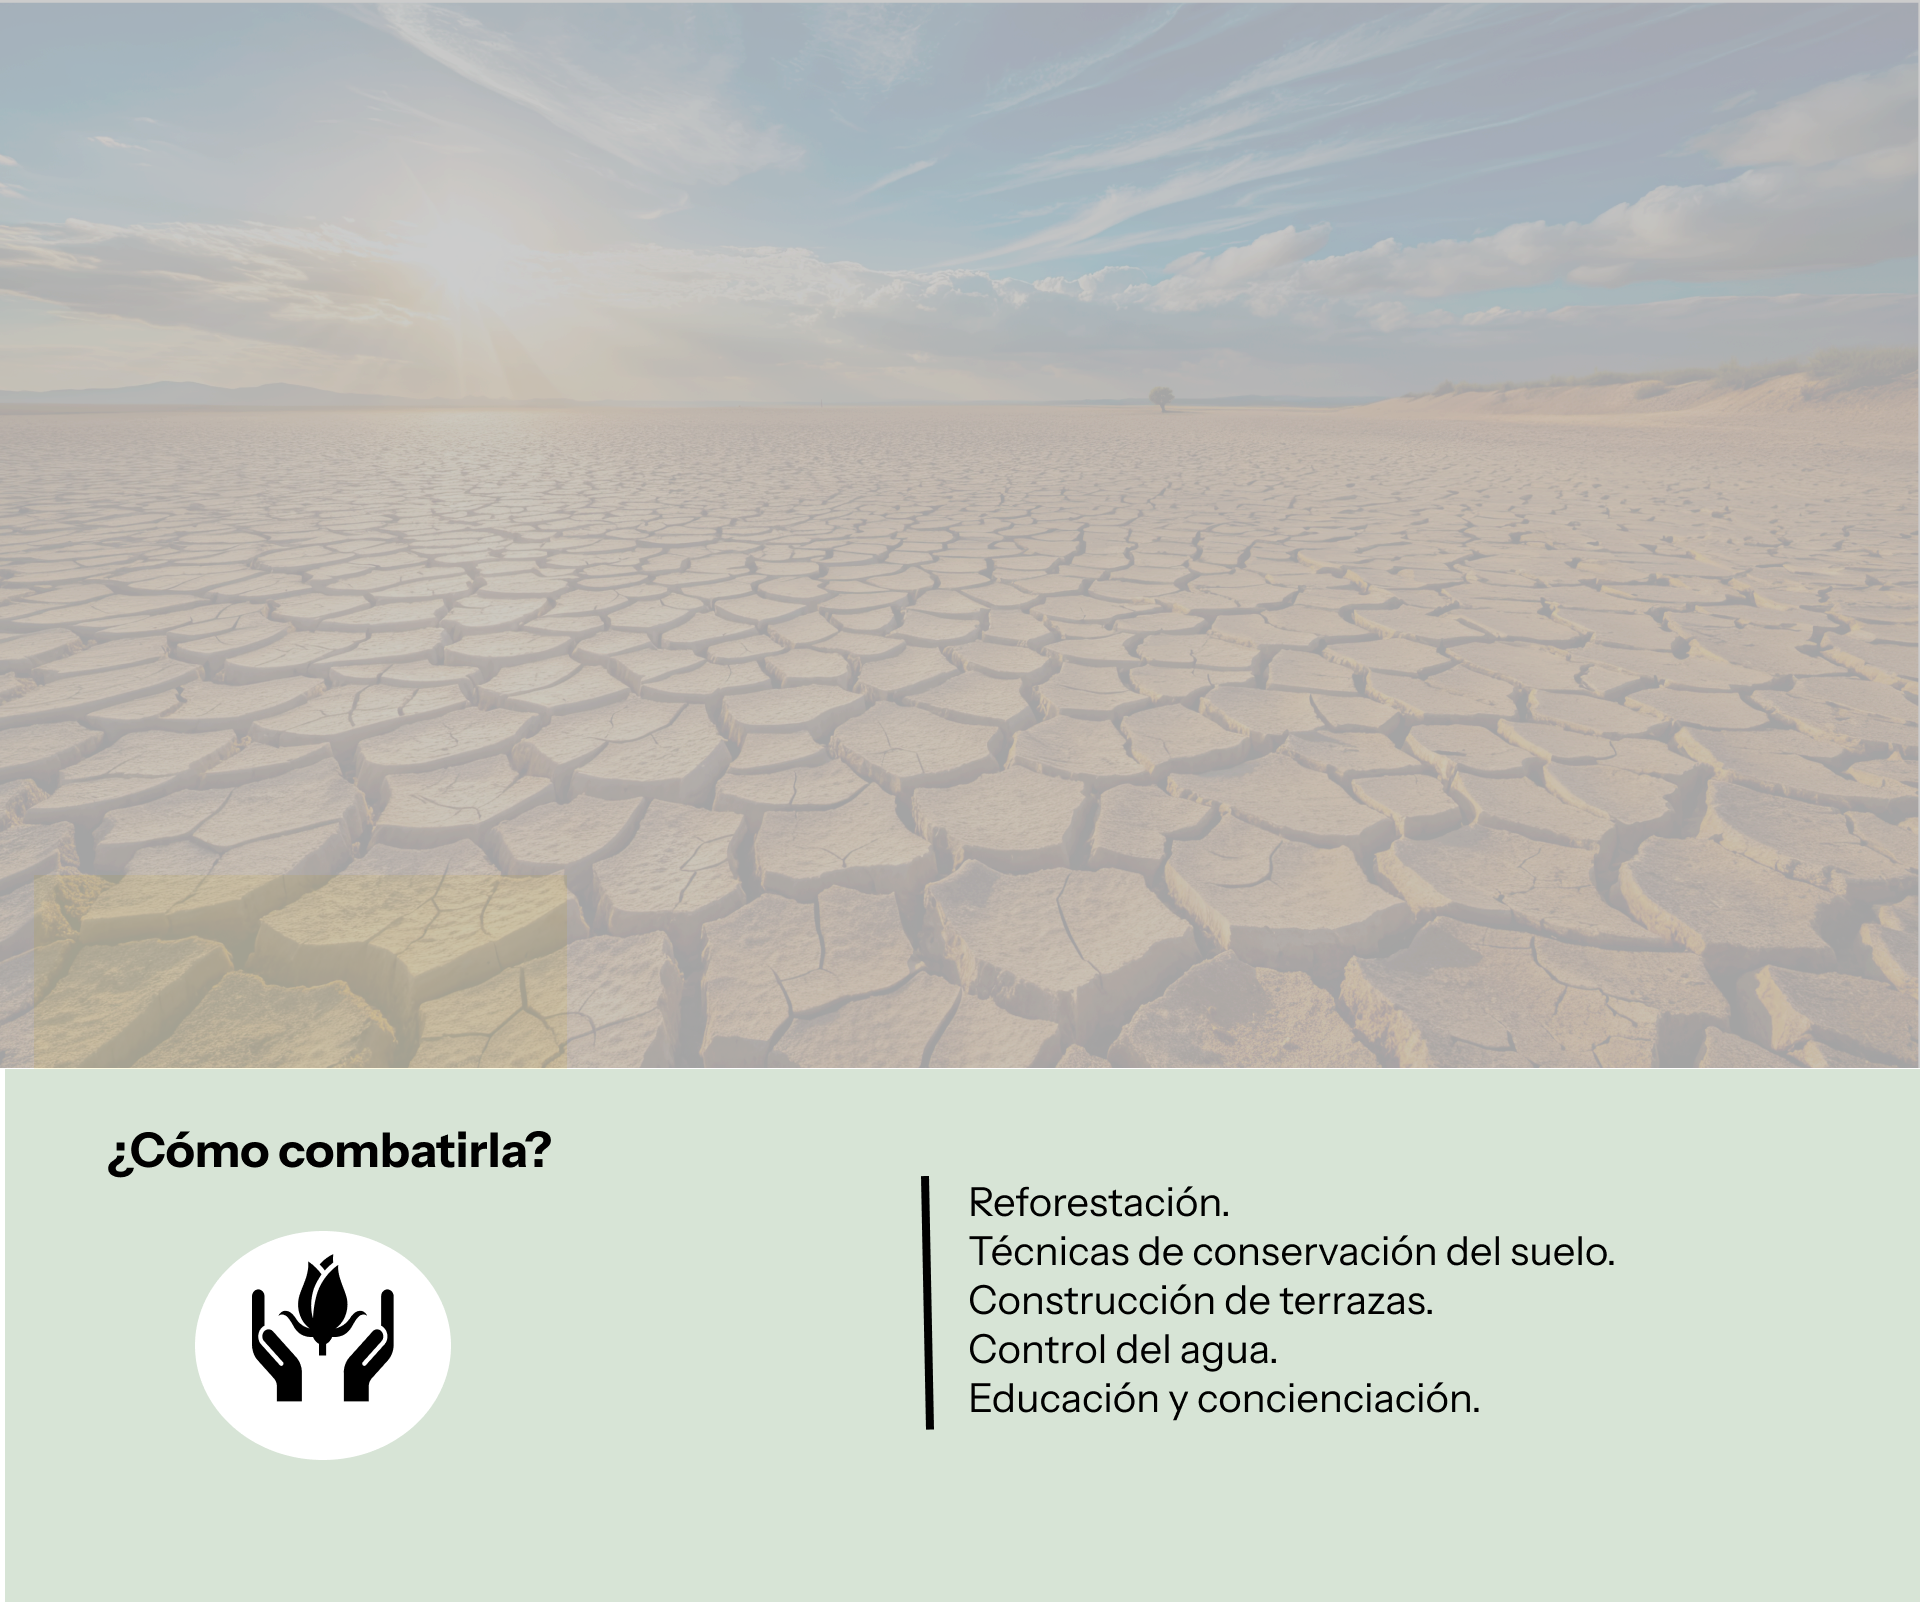 ¿Cómo combatirla?
Reforestación.
Técnicas de conservación del suelo.
Construcción de terrazas.
Control del agua.
Educación y concienciación.